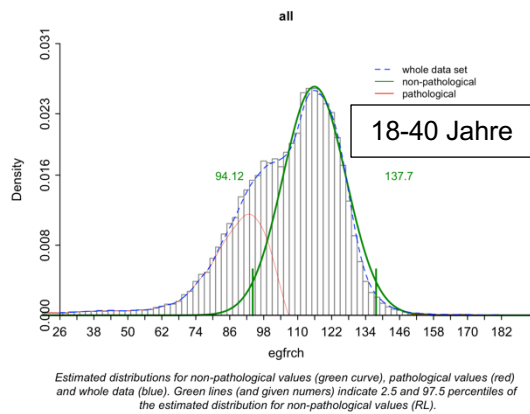 all
0.031
0.023
0.016
0.008
0.000
Density
whole data set
non-pathological
pathological
18-40 Jahre
94.12
137.7
26 38 50 62 74 86 98 110 122 134 146 158 170 182
egfrch
Estimated distributions for non-pathological values (green curve), pathological values (red)
and whole data (blue). Green lines (and given numers) indicate 2.5 and 97.5 percentiles of
the estimated distribution for non-pathological values (RL).